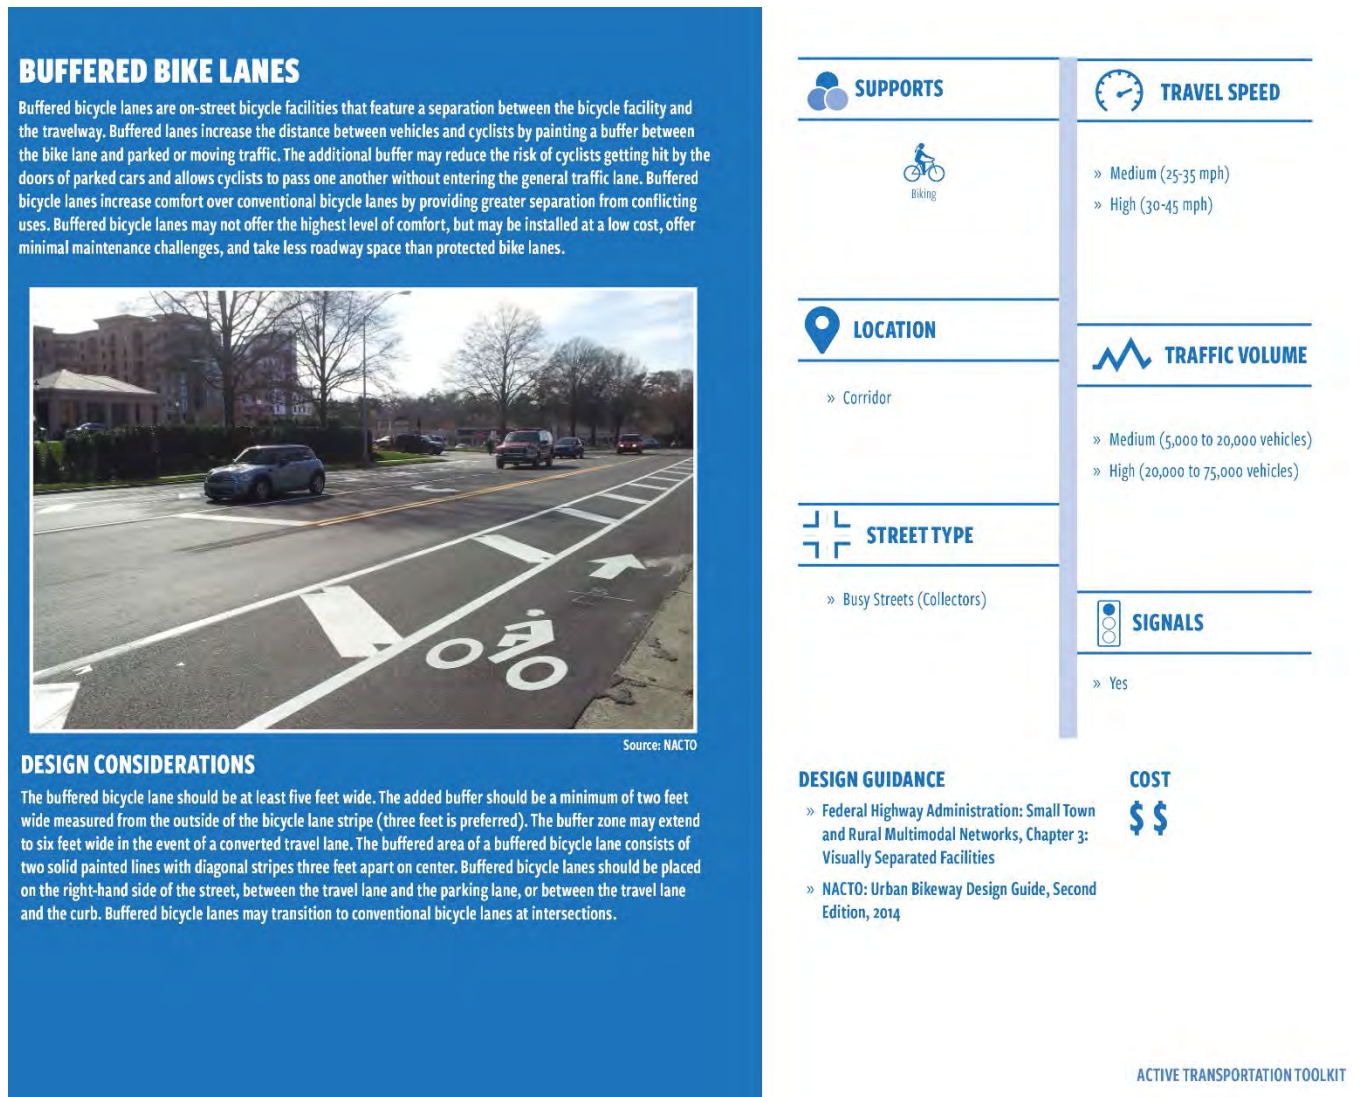 BUFFERED BIKE LANES
Buffered bicycle lanes are on-street bicycle facilities that feature a separation between the bicycle facility and
the travelway. Buffered lanes increase the distance between vehicles and cyclists by painting a buffer between
the bike lane and parked or moving traffic. The additional buffer may reduce the risk of cyclists getting hit by the
doors of parked cars and allows cyclists to pass one another without entering the general traffic lane. Buffered
bicycle lanes increase comfort over conventional bicycle lanes by providing greater separation from conflicting
uses. Buffered bicycle lanes may not offer the highest level of comfort, but may be installed at a low cost, offer
minimal maintenance challenges, and take less roadway space than protected bike lanes.
Source: NACTO
DESIGN CONSIDERATIONS
The buffered bicycle lane should be at least five feet wide. The added buffer should be a minimum of two feet
wide measured from the outside of the bicycle lane stripe (three feet is preferred). The buffer zone may extend
to six feet wide in the event of a converted travel lane. The buffered area of a buffered bicycle lane consists of
two solid painted lines with diagonal stripes three feet apart on center. Buffered bicycle lanes should be placed
on the right-hand side of the street, between the travel lane and the parking lane, or between the travel lane
and the curb. Buffered bicycle lanes may transition to conventional bicycle lanes at intersections.
SUPPORTS
Biking
LOCATION
» Corridor
STREET TYPE
» Busy Streets (Collectors)
TRAVEL SPEED
» Medium (25-35 mph)
» High (30-45 mph)
TRAFFIC VOLUME
» Medium (5,000 to 20,000 vehicles)
» High (20,000 to 75,000 vehicles)
SIGNALS
» Yes
DESIGN GUIDANCE
» Federal Highway Administration: Small Town
and Rural Multimodal Networks, Chapter 3:
Visually Separated Facilities
» NACTO: Urban Bikeway Design Guide, Second
Edition, 2014
COST
$ $
ACTIVE TRANSPORTATION TOOLKIT